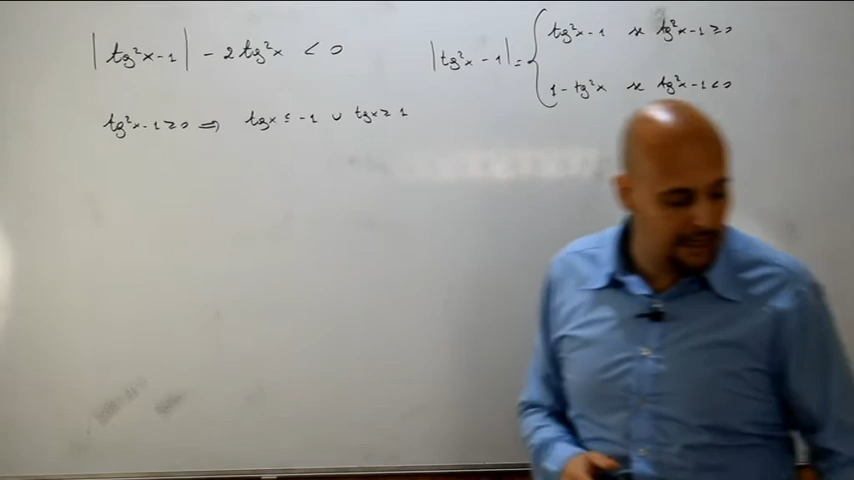 |tg²x-1| - 2tg²x < 0
|tg²x - 1| = { tg²x - 1 se tg²x-1≥0
1-tg²x se tg²x-1<0
tg²x-1≥0 ⇒ tgx ≤ -1 ∪ tgx≥1